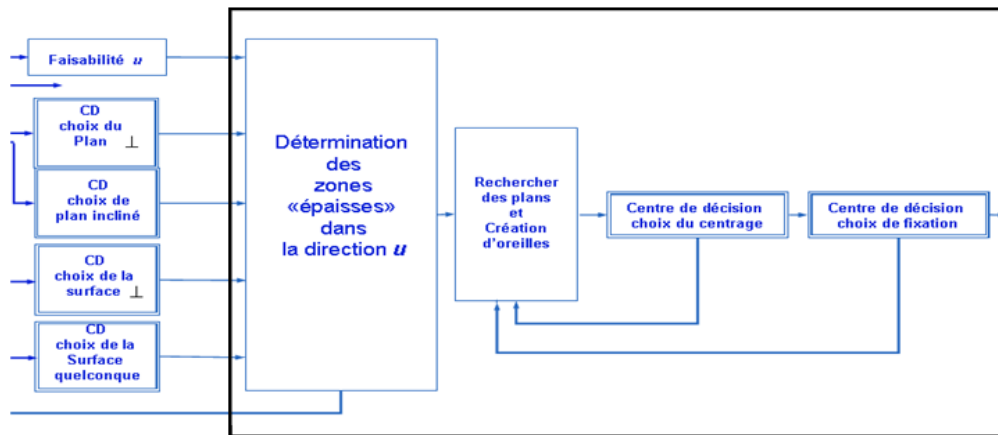 Faisabilité u
CD
choix du
Plan ⊥
CD
choix de
plan incliné
CD
choix de la
surface ⊥
CD
choix de la
Surface
quelconque
Détermination
des
zones
«épaisses»
dans
la direction u
Rechercher
des plans
et
Création
d'oreilles
Centre de décision
choix du centrage
Centre de décision
choix de fixation